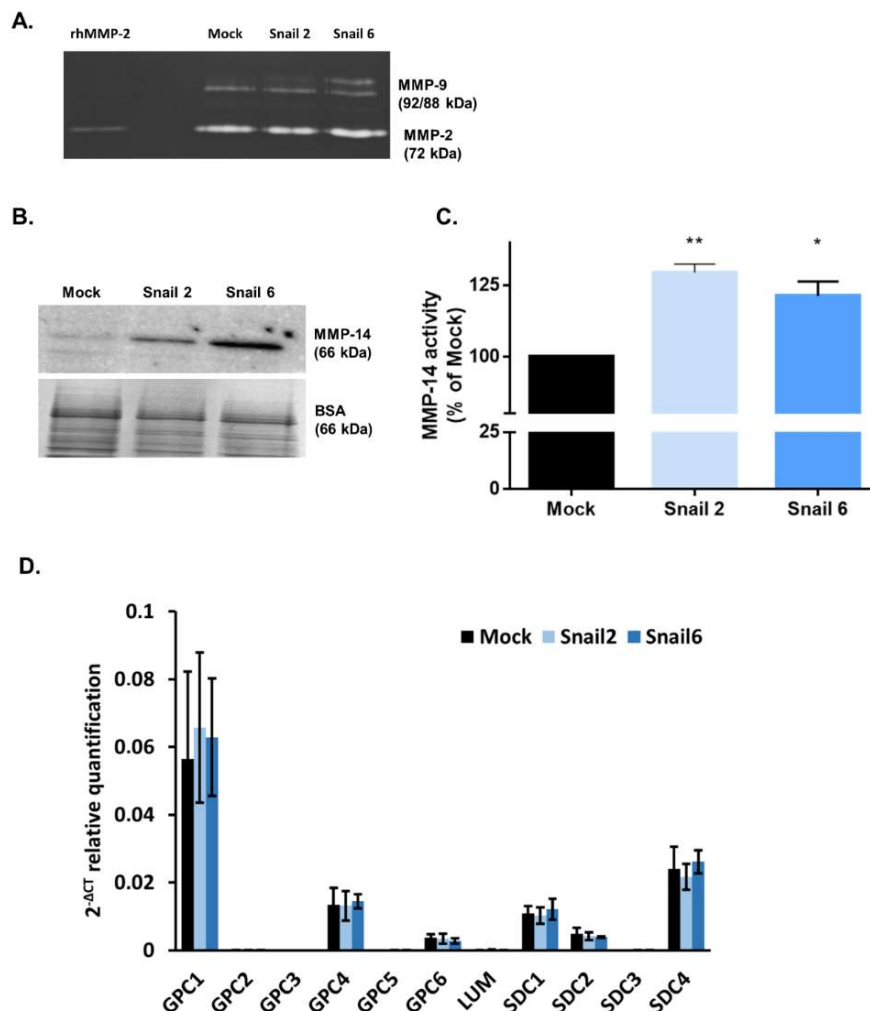 A.
rhMMP-2 Mock Snail 2 Snail 6
MMP-9
(92/88 kDa)
MMP-2
(72 kDa)
B.
Mock Snail 2 Snail 6
MMP-14
(66 kDa)
BSA
(66 kDa)
C.
** *
MMP-14 activity
(% of Mock)
125
100
25
0
Mock Snail 2 Snail 6
D.
2^-ΔCT relative quantification
0.1
0.08
0.06
0.04
0.02
0
Mock Snail2 Snail6
GPC1 GPC2 GPC3 GPC4 GPC5 GPC6 LUM SDC1 SDC2 SDC3 SDC4